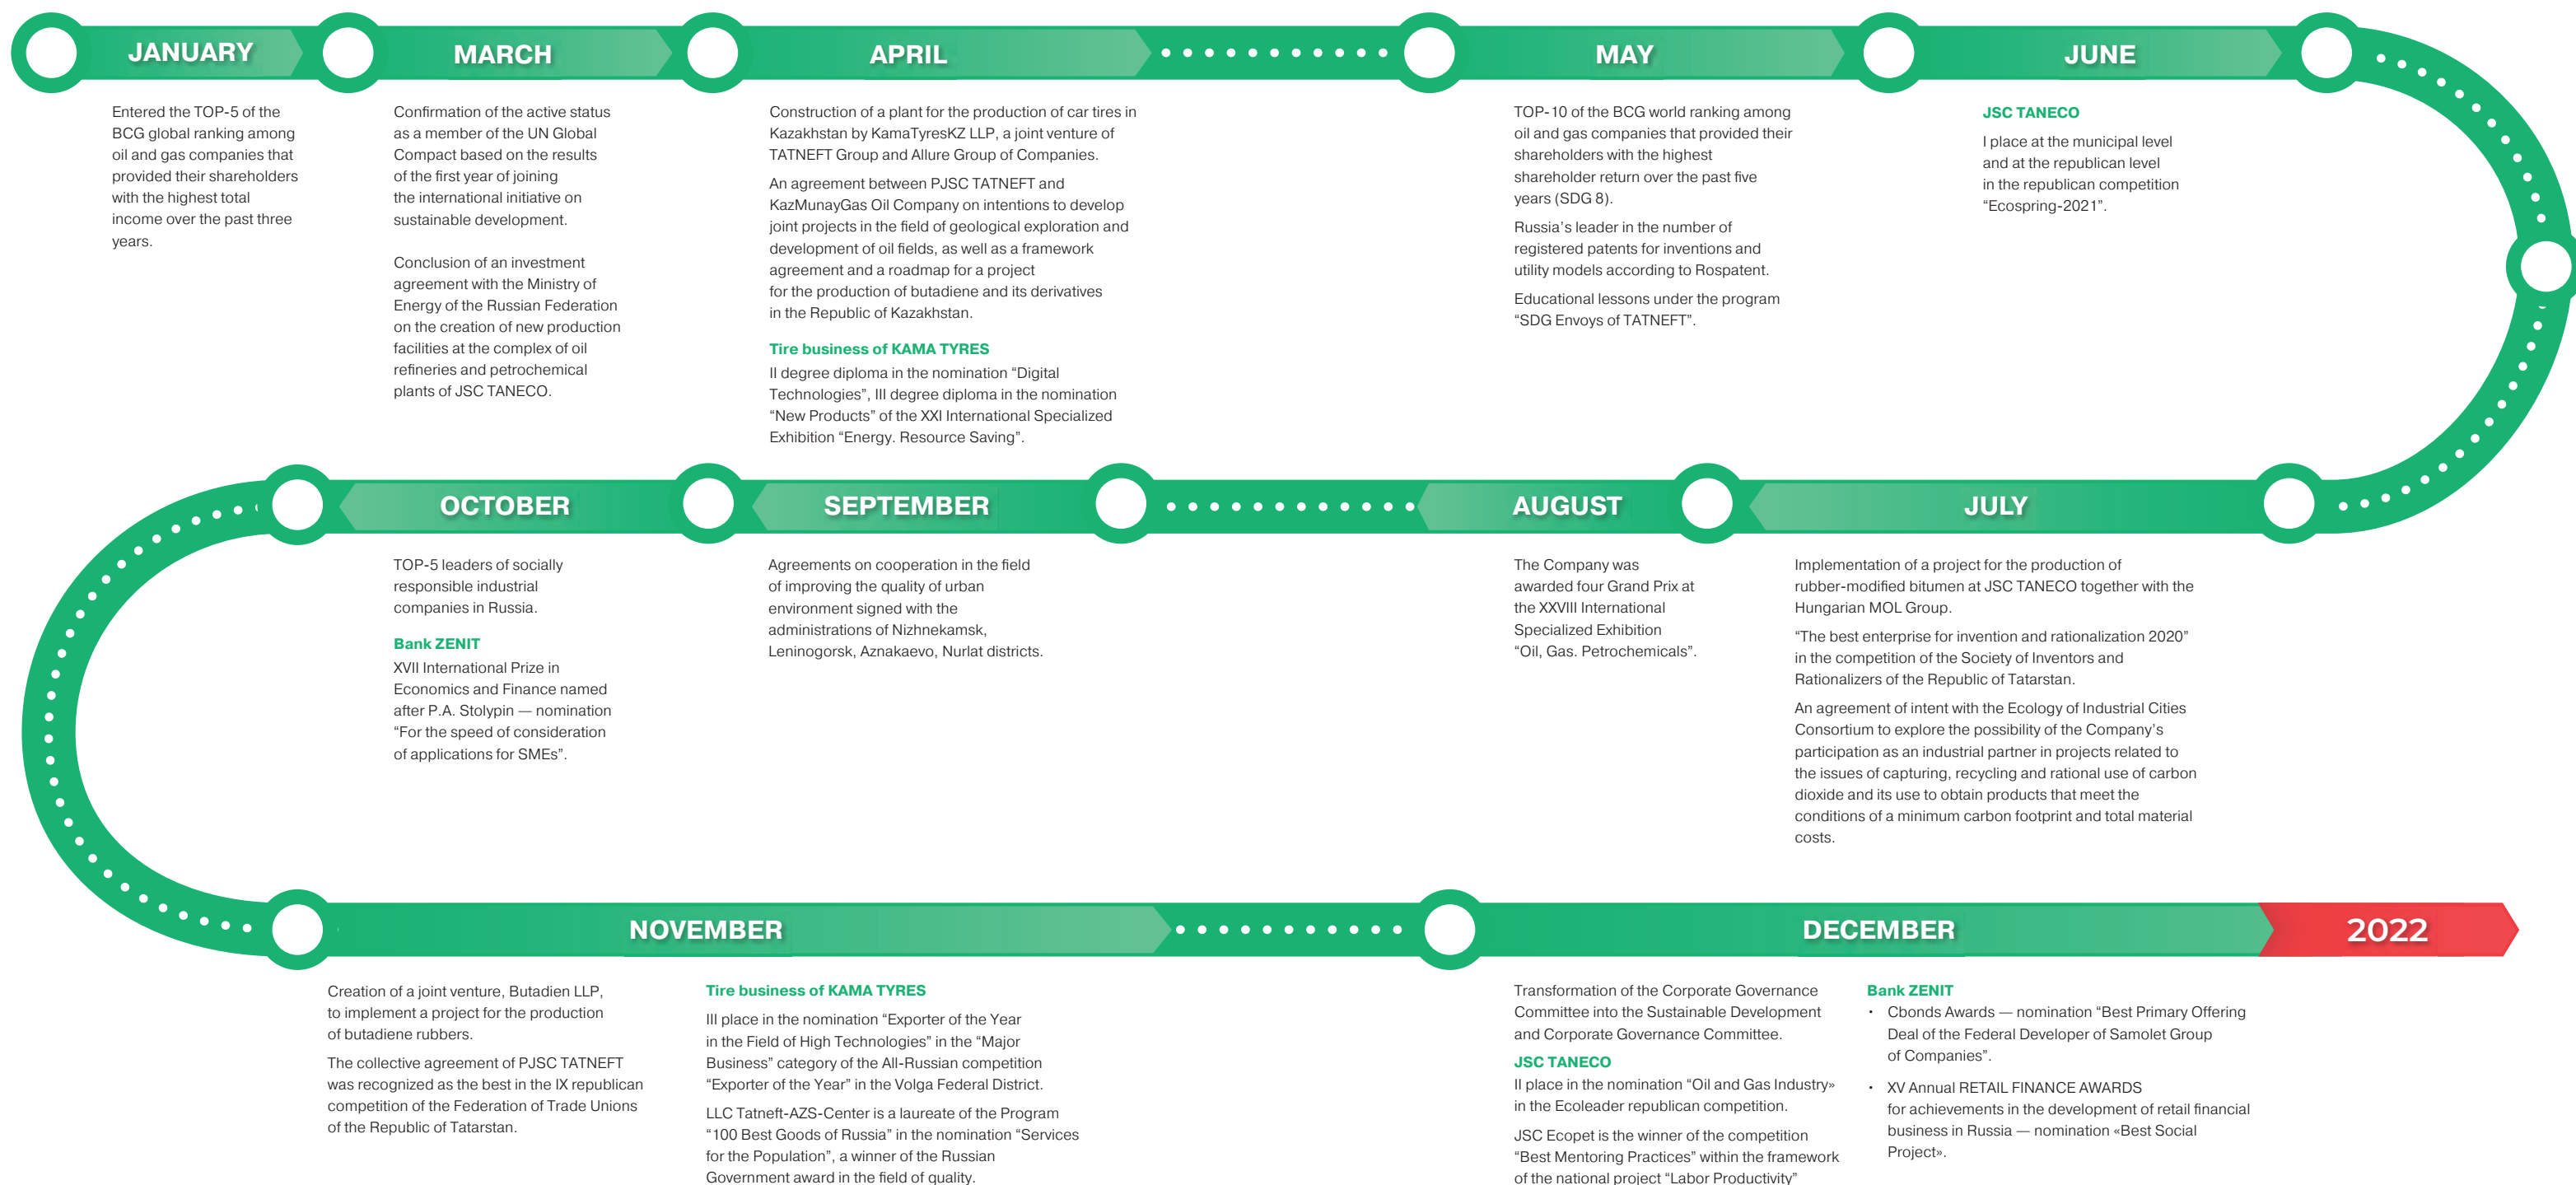 JANUARY
Entered the TOP-5 of the
BCG global ranking among
oil and gas companies that
provided their shareholders
with the highest total
income over the past three
years.
MARCH
Confirmation of the active status
as a member of the UN Global
Compact based on the results
of the first year of joining
the international initiative on
sustainable development.
Conclusion of an investment
agreement with the Ministry of
Energy of the Russian Federation
on the creation of new production
facilities at the complex of oil
refineries and petrochemical
plants of JSC TANECO.
APRIL
Construction of a plant for the production of car tires in
Kazakhstan by KamaTyresKZ LLP, a joint venture of
TATNEFT Group and Allure Group of Companies.
An agreement between PJSC TATNEFT and
KazMunayGas Oil Company on intentions to develop
joint projects in the field of geological exploration and
development of oil fields, as well as a framework
agreement and a roadmap for a project
for the production of butadiene and its derivatives
in the Republic of Kazakhstan.
Tire business of KAMA TYRES
II degree diploma in the nomination “Digital
Technologies”, III degree diploma in the nomination
“New Products” of the XXI International Specialized
Exhibition “Energy. Resource Saving”.
MAY
TOP-10 of the BCG world ranking among
oil and gas companies that provided their
shareholders with the highest
shareholder return over the past five
years (SDG 8).
Russia’s leader in the number of
registered patents for inventions and
utility models according to Rospatent.
Educational lessons under the program
“SDG Envoys of TATNEFT”.
JUNE
JSC TANECO
I place at the municipal level
and at the republican level
in the republican competition
“Ecospring-2021”.
JULY
Implementation of a project for the production of
rubber-modified bitumen at JSC TANECO together with the
Hungarian MOL Group.
“The best enterprise for invention and rationalization 2020”
in the competition of the Society of Inventors and
Rationalizers of the Republic of Tatarstan.
An agreement of intent with the Ecology of Industrial Cities
Consortium to explore the possibility of the Company’s
participation as an industrial partner in projects related to
the issues of capturing, recycling and rational use of carbon
dioxide and its use to obtain products that meet the
conditions of a minimum carbon footprint and total material
costs.
AUGUST
The Company was
awarded four Grand Prix at
the XXVIII International
Specialized Exhibition
“Oil, Gas. Petrochemicals”.
SEPTEMBER
Agreements on cooperation in the field
of improving the quality of urban
environment signed with the
administrations of Nizhnekamsk,
Leninogorsk, Aznakaevo, Nurlat districts.
OCTOBER
TOP-5 leaders of socially
responsible industrial
companies in Russia.
Bank ZENIT
XVII International Prize in
Economics and Finance named
after P.A. Stolypin — nomination
“For the speed of consideration
of applications for SMEs”.
NOVEMBER
Creation of a joint venture, Butadien LLP,
to implement a project for the production
of butadiene rubbers.
The collective agreement of PJSC TATNEFT
was recognized as the best in the IX republican
competition of the Federation of Trade Unions
of the Republic of Tatarstan.
Tire business of KAMA TYRES
III place in the nomination “Exporter of the Year
in the Field of High Technologies” in the “Major
Business” category of the All-Russian competition
“Exporter of the Year” in the Volga Federal District.
LLC Tatneft-AZS-Center is a laureate of the Program
“100 Best Goods of Russia” in the nomination “Services
for the Population”, a winner of the Russian
Government award in the field of quality.
DECEMBER
Transformation of the Corporate Governance
Committee into the Sustainable Development
and Corporate Governance Committee.
JSC TANECO
II place in the nomination “Oil and Gas Industry»
in the Ecoleader republican competition.
JSC Ecopet is the winner of the competition
“Best Mentoring Practices” within the framework
of the national project “Labor Productivity”
Bank ZENIT
• Cbonds Awards — nomination “Best Primary Offering
Deal of the Federal Developer of Samolet Group
of Companies”.
• XV Annual RETAIL FINANCE AWARDS
for achievements in the development of retail financial
business in Russia — nomination «Best Social
Project».
2022